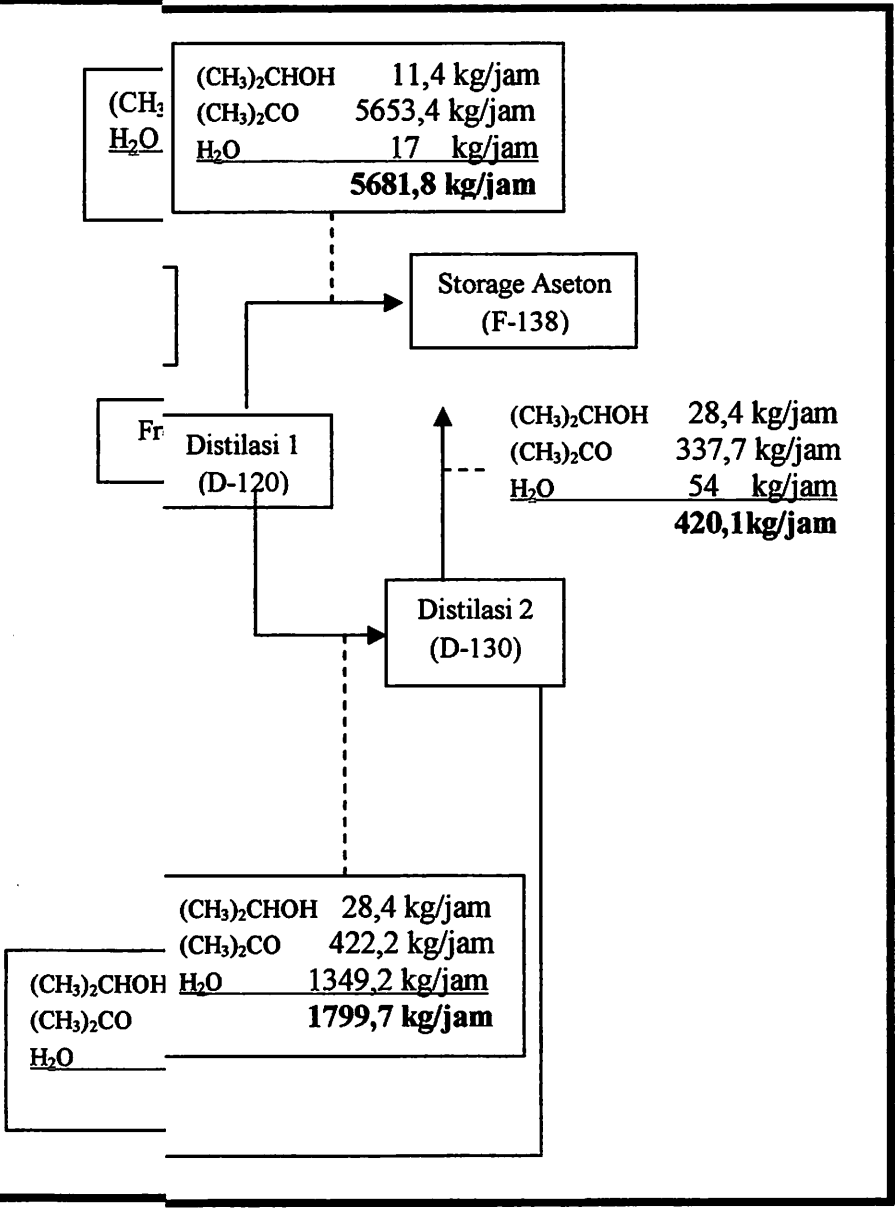 (CH₃)₂CHOH 11,4 kg/jam
(CH₃)₂CO 5653,4 kg/jam
H₂O 17 kg/jam
5681,8 kg/jam
(CH₃
H₂O
Storage Aseton
(F-138)
Fr
Distilasi 1
(D-120)
(CH₃)₂CHOH 28,4 kg/jam
(CH₃)₂CO 337,7 kg/jam
H₂O 54 kg/jam
420,1kg/jam
Distilasi 2
(D-130)
(CH₃)₂CHOH 28,4 kg/jam
(CH₃)₂CO 422,2 kg/jam
H₂O 1349,2 kg/jam
1799,7 kg/jam
(CH₃)₂CHOH
(CH₃)₂CO
H₂O